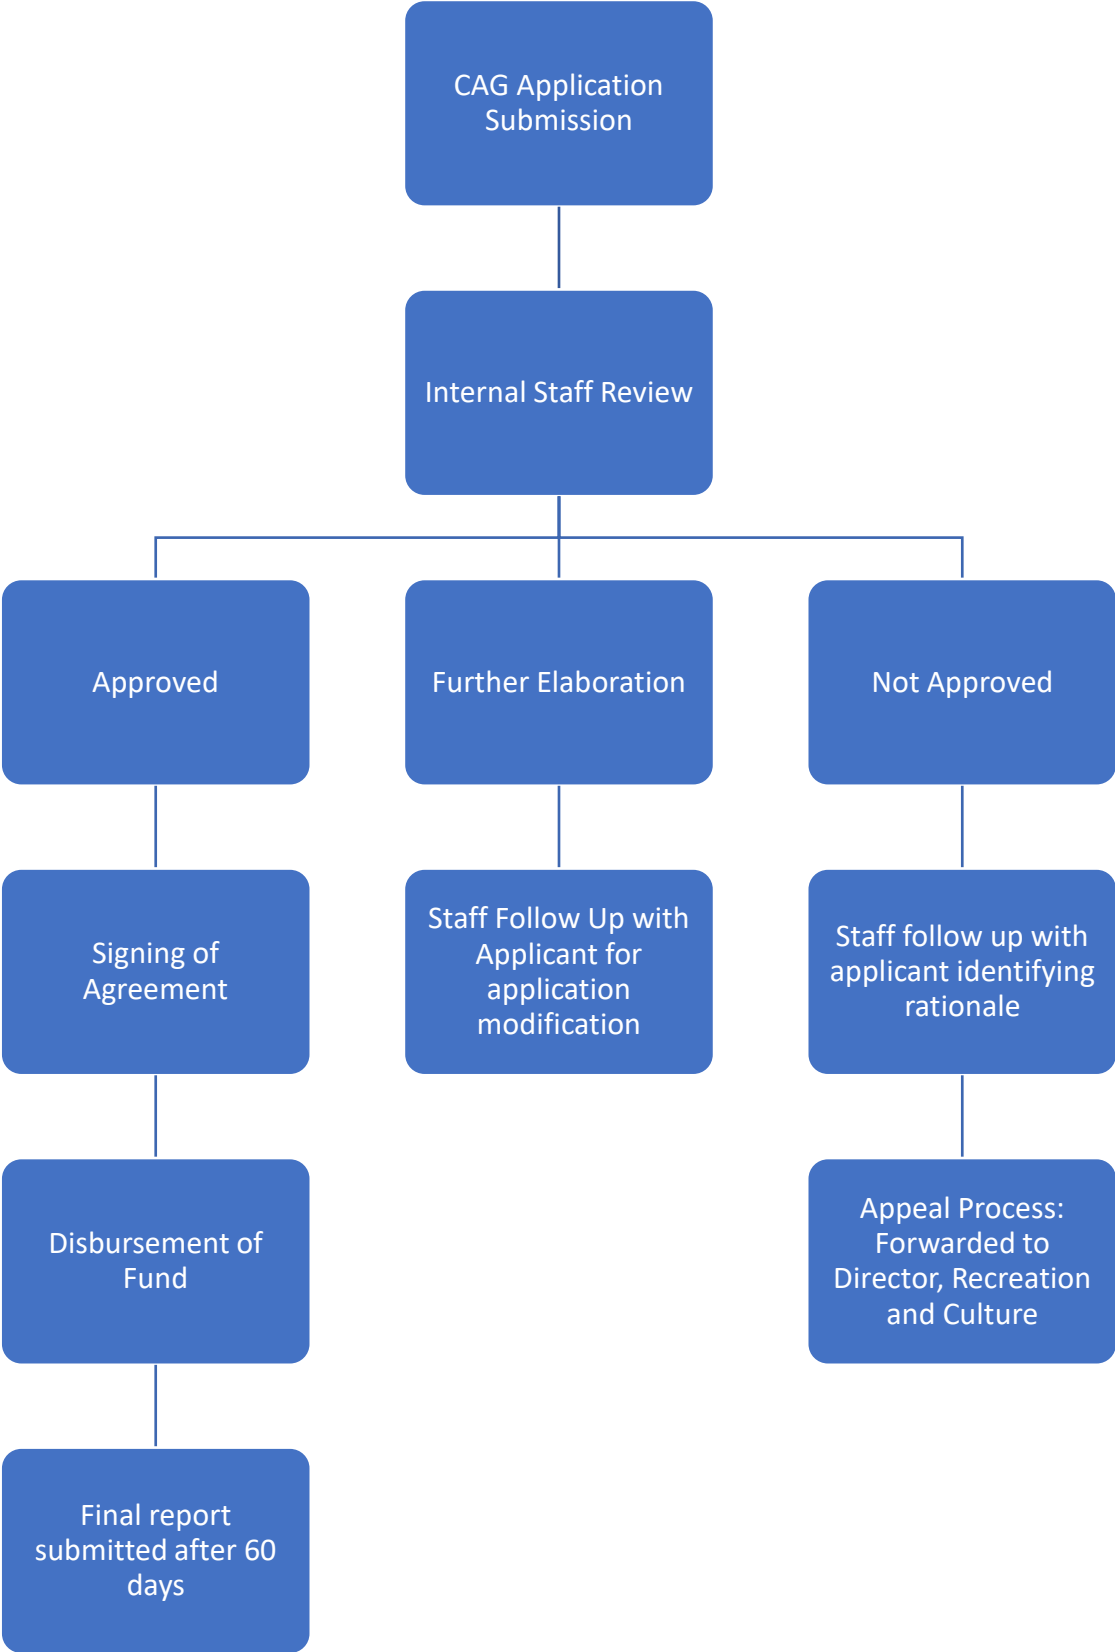 CAG Application
Submission
Internal Staff Review
Approved
Further Elaboration
Not Approved
Signing of
Agreement
Staff Follow Up with
Applicant for
application
modification
Staff follow up with
applicant identifying
rationale
Disbursement of
Fund
Appeal Process:
Forwarded to
Director, Recreation
and Culture
Final report
submitted after 60
days